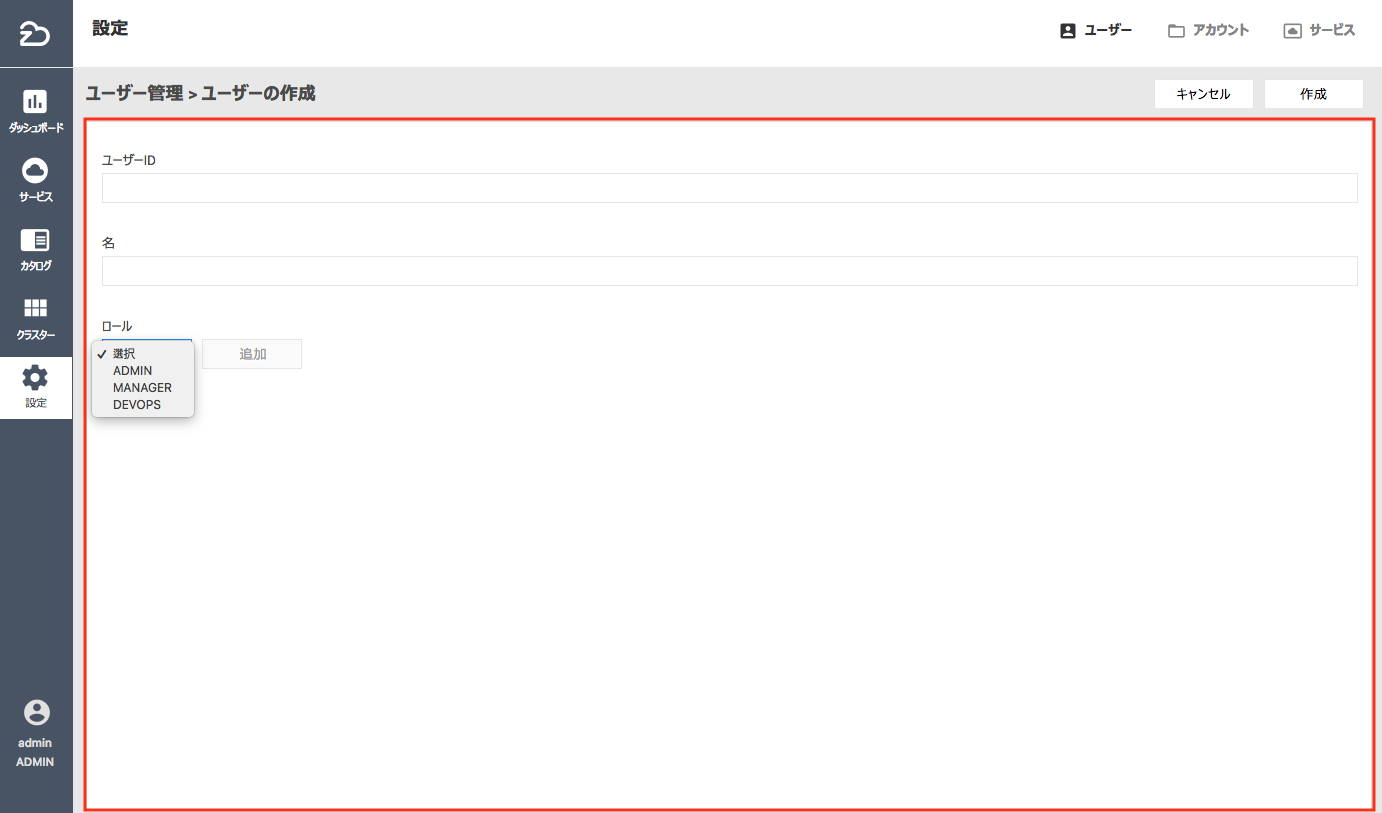 設定
ユーザー
アカウント
サービス
ダッシュボード
サービス
カタログ
クラスター
設定
admin
ADMIN
ユーザー管理 > ユーザーの作成
キャンセル
作成
ユーザーID
名
ロール
✓ 選択
ADMIN
MANAGER
DEVOPS
追加